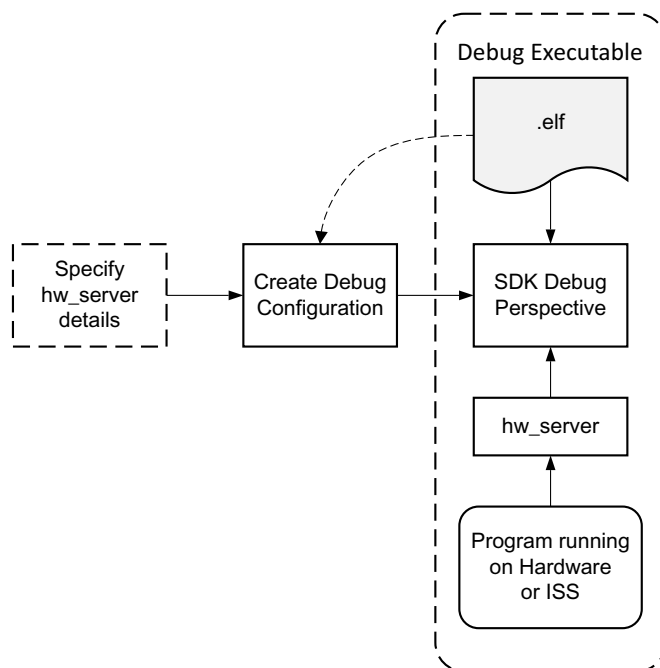 Debug Executable
.elf
Specify
hw_server
details
Create Debug
Configuration
SDK Debug
Perspective
hw_server
Program running
on Hardware
or ISS